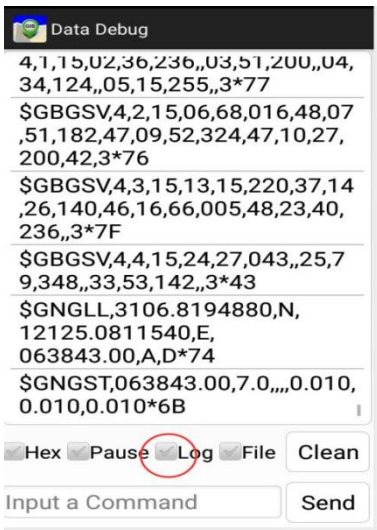 Data Debug
4,1,15,02,36,236,,03,51,200,,04,
34,124,,05,15,255,,3*77
$GBGSV,4,2,15,06,68,016,48,07
,51,182,47,09,52,324,47,10,27,
200,42,3*76
$GBGSV,4,3,15,13,15,220,37,14
,26,140,46,16,66,005,48,23,40,
236,,3*7F
$GBGSV,4,4,15,24,27,043,,25,7
9,348,,33,53,142,,3*43
$GNGLL,3106.8194880,N,
12125.0811540,E,
063843.00,A,D*74
$GNGST,063843.00,7.0,,,,0.010,
0.010,0.010*6B
Hex Pause Log File Clean
Input a Command Send